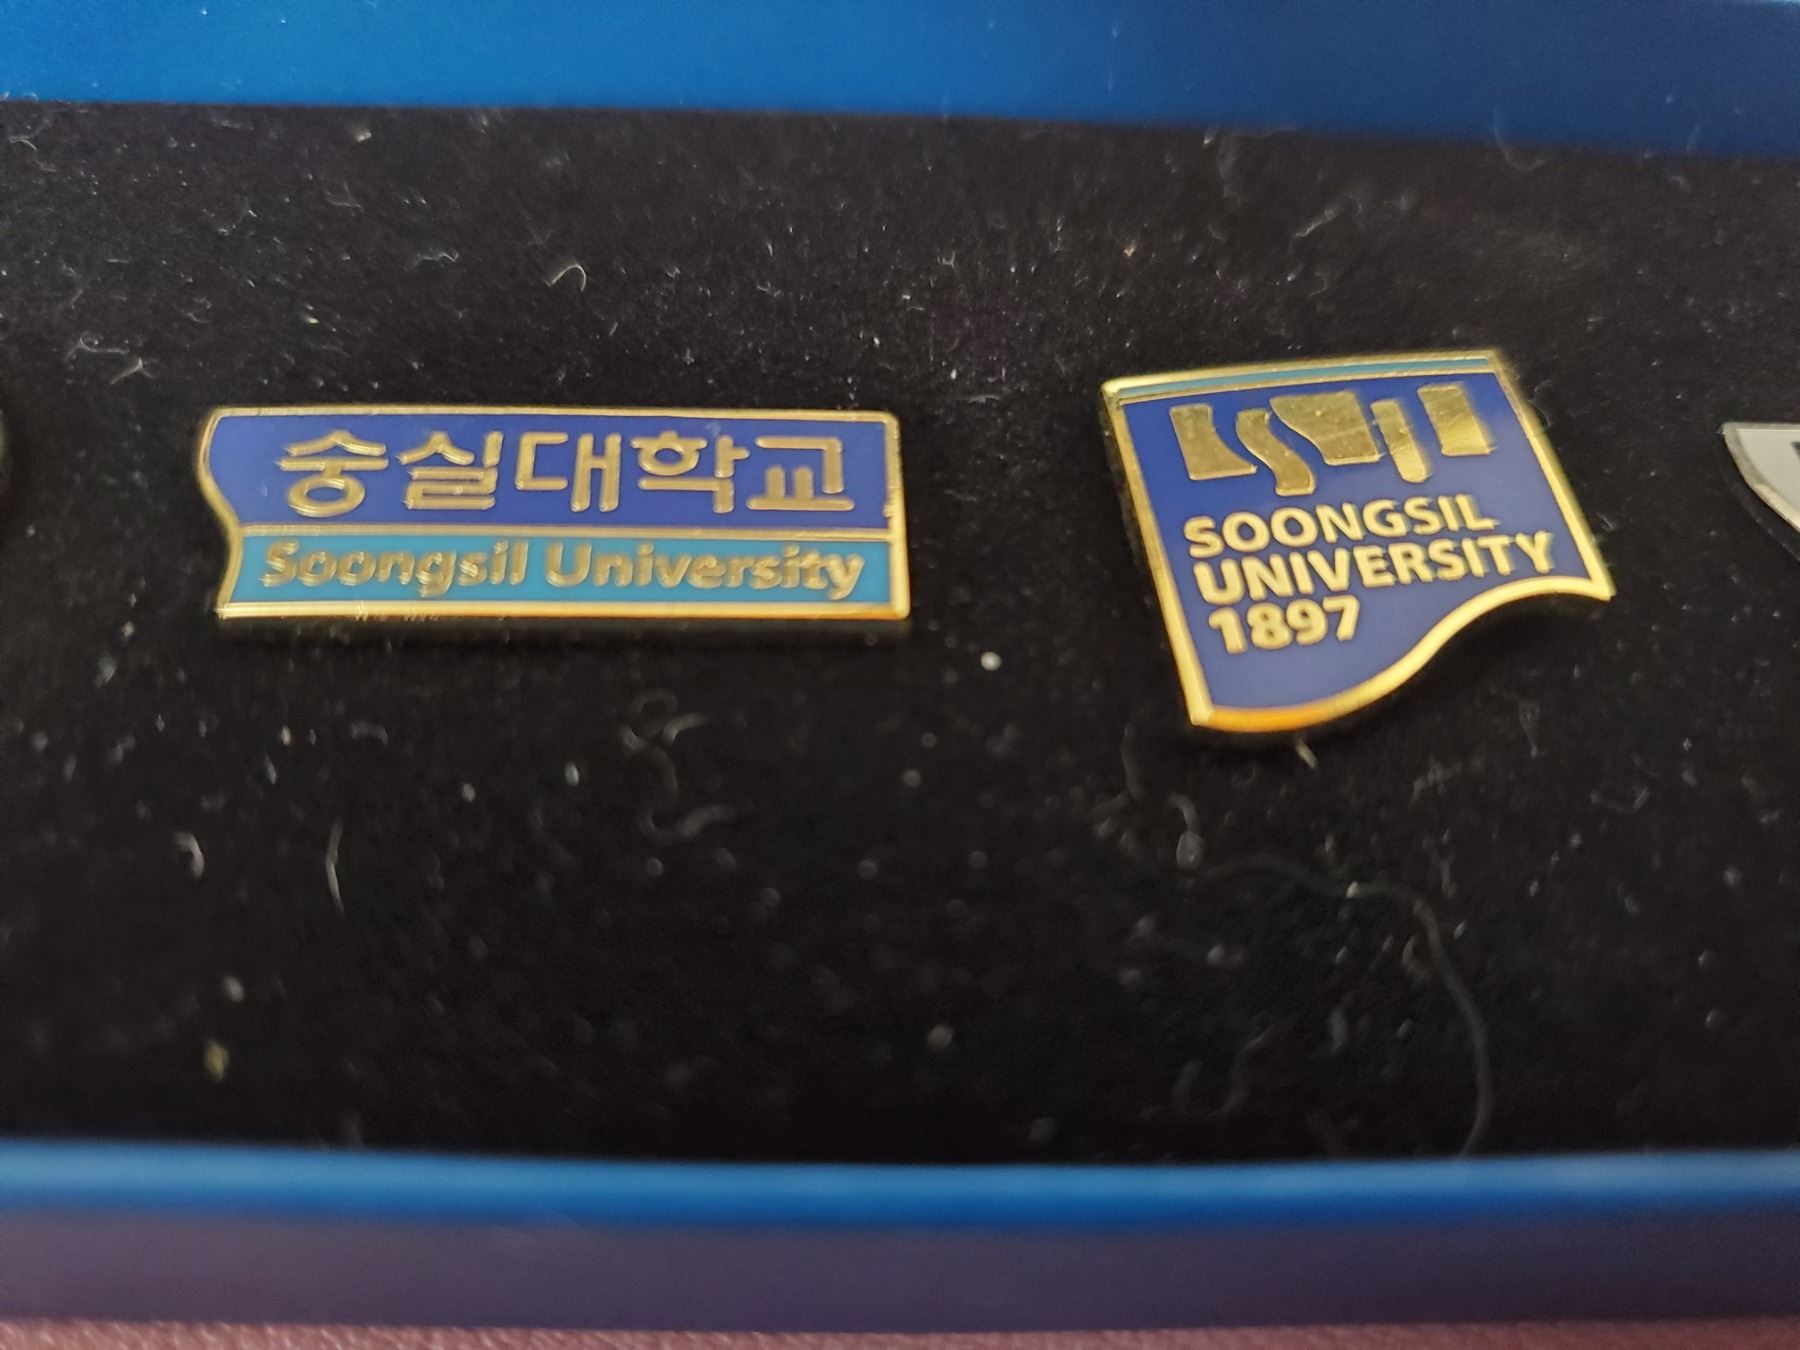 숭실대학교
Soongsil University
SOONGSIL
UNIVERSITY
1897